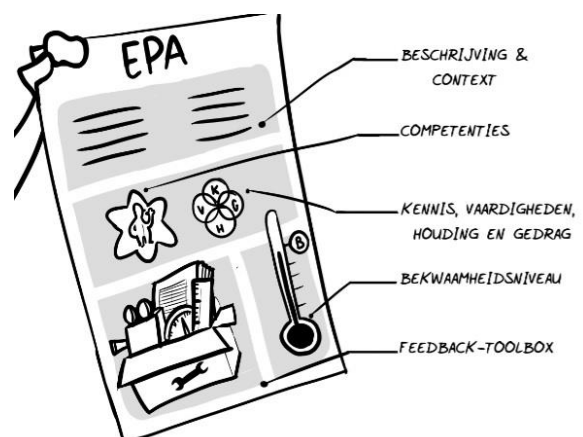 EPA
BESCHRIJVING &
CONTEXT
COMPETENTIES
K
V G
H
KENNIS, VAARDIGHEDEN,
HOUDING EN GEDRAG
B
BEKWAAMHEIDSNIVEAU
FEEDBACK-TOOLBOX